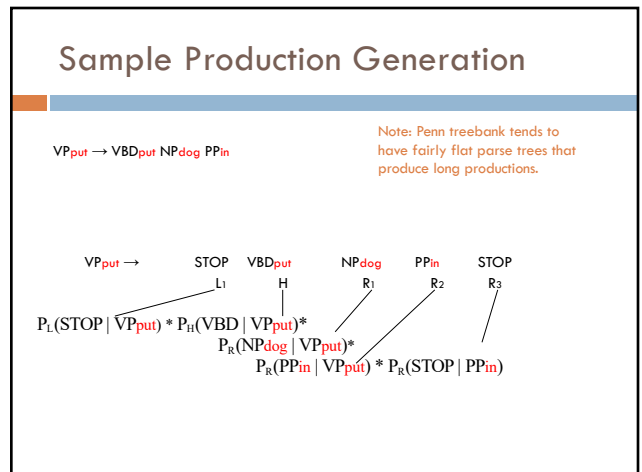 Sample Production Generation
Note: Penn treebank tends to
have fairly flat parse trees that
produce long productions.
VPput → VBDput NPdog PPin
VPput → STOP VBDput NPdog PPin STOP
L1 H R1 R2 R3
PL(STOP | VPput) * PH(VBD | VPput)*
PR(NPdog | VPput)*
PR(PPin | VPput) * PR(STOP | PPin)